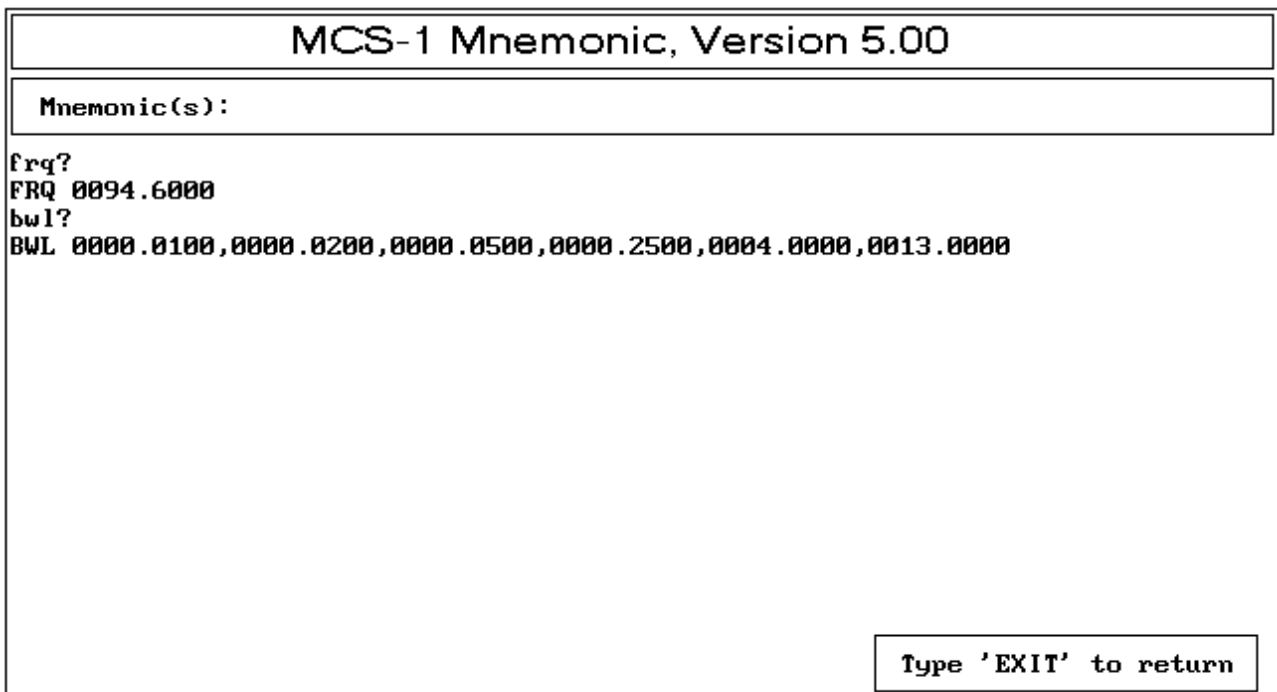 MCS-1 Mnemonic, Version 5.00
Mnemonic(s):
frq?
FRQ 0094.6000
bwl?
BWL 0000.0100,0000.0200,0000.0500,0000.2500,0004.0000,0013.0000
Type 'EXIT' to return